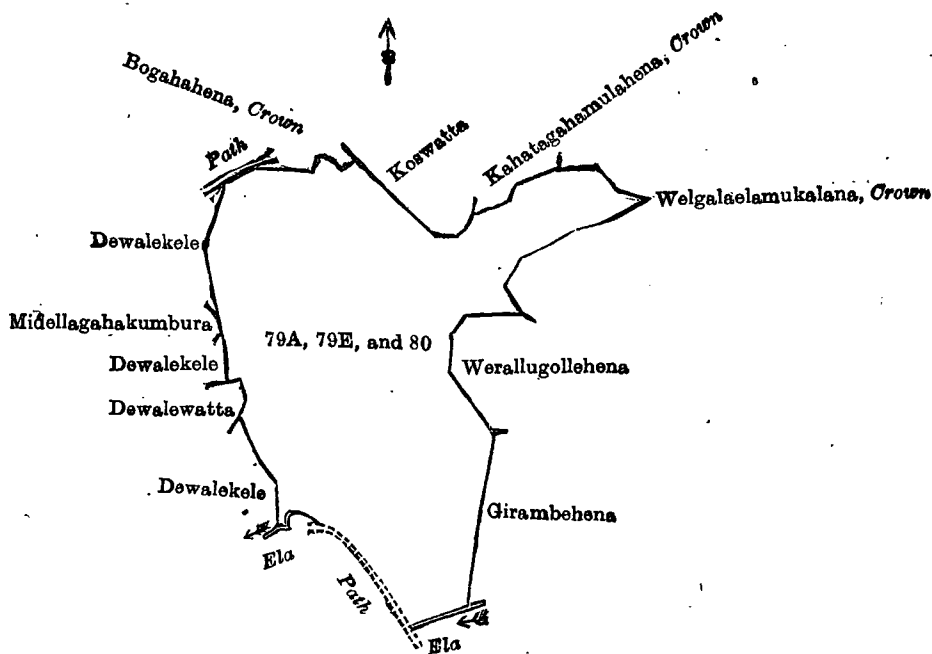 Bogahahena, Crown
Path
Koswatta
Kahatagahamulahena, Crown
Welgalaelamukalana, Crown
Dewalekele
Midellagahakumbura
79A, 79E, and 80
Dewalekele
Werallugollehena
Dewalewatta
Dewalekele
Girambehena
Ela
Path
Ela